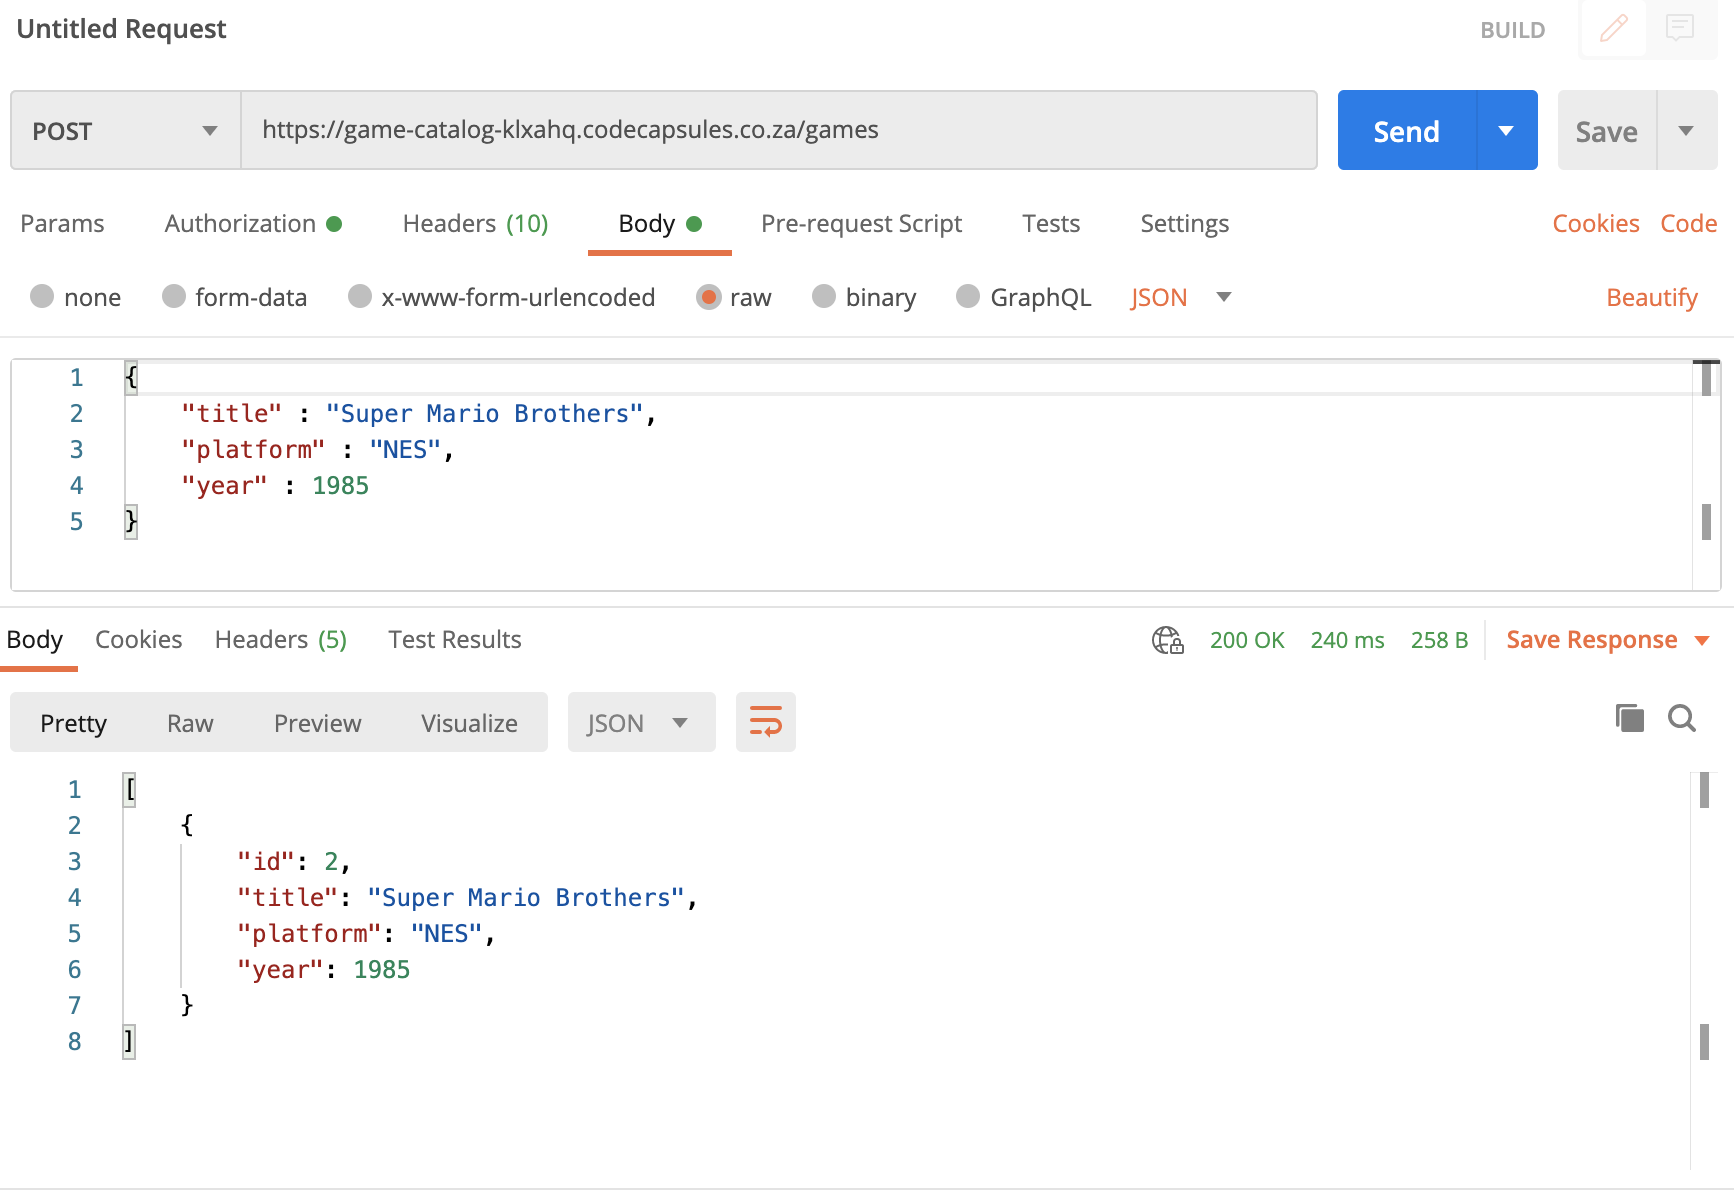 Untitled Request BUILD
POST https://game-catalog-klxahq.codecapsules.co.za/games Send Save
Params Authorization Headers (10) Body Pre-request Script Tests Settings Cookies Code
none form-data x-www-form-urlencoded raw binary GraphQL JSON Beautify
1 {
2 "title" : "Super Mario Brothers",
3 "platform" : "NES",
4 "year" : 1985
5 }
Body Cookies Headers (5) Test Results 200 OK 240 ms 258 B Save Response
Pretty Raw Preview Visualize JSON
1 [
2 {
3 "id": 2,
4 "title": "Super Mario Brothers",
5 "platform": "NES",
6 "year": 1985
7 }
8 ]